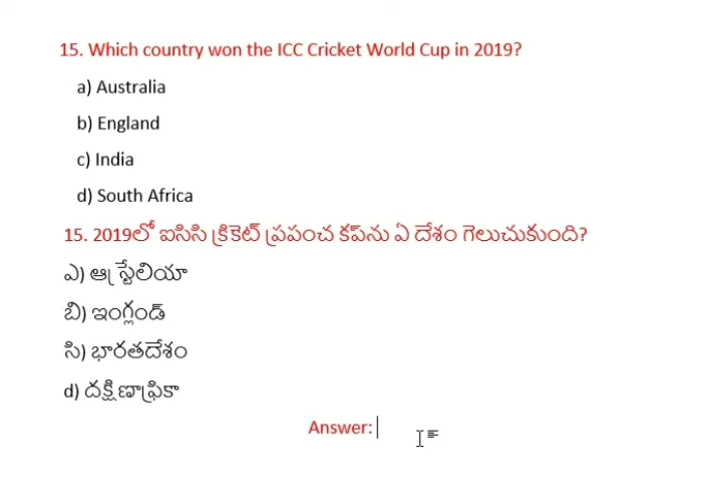 15. Which country won the ICC Cricket World Cup in 2019?
a) Australia
b) England
c) India
d) South Africa
15. 2019లో ఐసిసి క్రికెట్ ప్రపంచ కప్‌ను ఏ దేశం గెలుచుకుంది?
ఎ) ఆస్ట్రేలియా
బి) ఇంగ్లండ్
సి) భారతదేశం
d) దక్షిణాఫ్రికా
Answer: